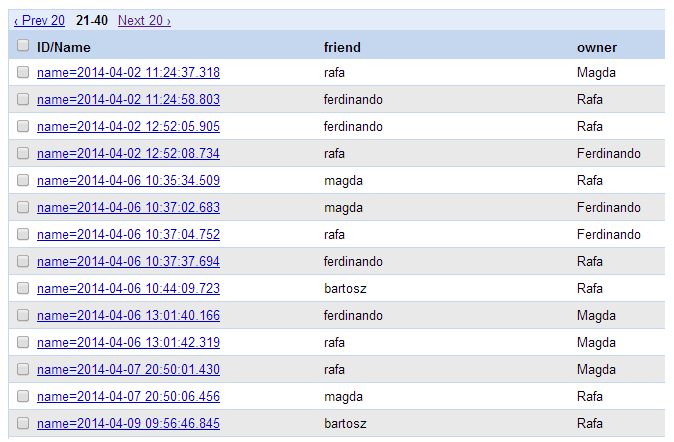 ‹ Prev 20 21-40 Next 20 ›
ID/Name friend owner
name=2014-04-02 11:24:37.318 rafa Magda
name=2014-04-02 11:24:58.803 ferdinando Rafa
name=2014-04-02 12:52:05.905 ferdinando Rafa
name=2014-04-02 12:52:08.734 rafa Ferdinando
name=2014-04-06 10:35:34.509 magda Rafa
name=2014-04-06 10:37:02.683 magda Ferdinando
name=2014-04-06 10:37:04.752 rafa Ferdinando
name=2014-04-06 10:37:37.694 ferdinando Rafa
name=2014-04-06 10:44:09.723 bartosz Rafa
name=2014-04-06 13:01:40.166 ferdinando Magda
name=2014-04-06 13:01:42.319 rafa Magda
name=2014-04-07 20:50:01.430 rafa Magda
name=2014-04-07 20:50:06.456 magda Rafa
name=2014-04-09 09:56:46.845 bartosz Rafa